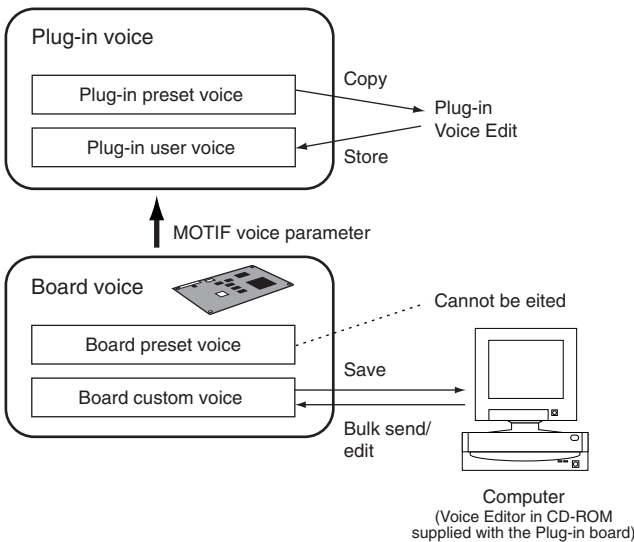 Plug-in voice
Plug-in preset voice
Copy
Plug-in
Voice Edit
Plug-in user voice
Store
MOTIF voice parameter
Board voice
Cannot be eited
Board preset voice
Save
Board custom voice
Bulk send/
edit
Computer
(Voice Editor in CD-ROM
supplied with the Plug-in board)